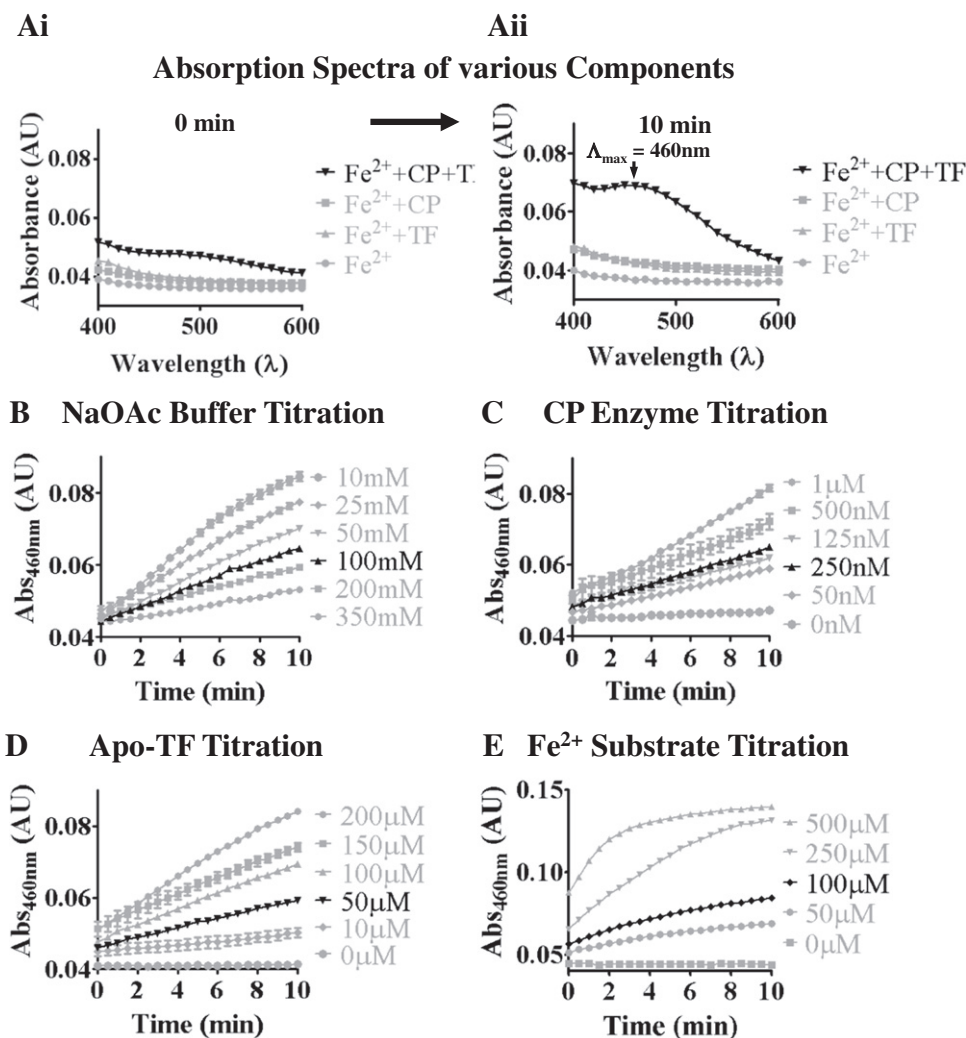 Ai
Aii
Absorption Spectra of various Components
0 min
Absorbance (AU)
0.08
0.06
0.04
400
500
600
Wavelength (λ)
Fe²⁺+CP+T
Fe²⁺+CP
Fe²⁺+TF
Fe²⁺
10 min
Λmax = 460nm
Absorbance (AU)
0.08
0.06
0.04
400
500
600
Wavelength (λ)
Fe²⁺+CP+TF
Fe²⁺+CP
Fe²⁺+TF
Fe²⁺
B NaOAc Buffer Titration
Abs460nm (AU)
0.08
0.06
0.04
0 2 4 6 8 10
Time (min)
10mM
25mM
50mM
100mM
200mM
350mM
C CP Enzyme Titration
Abs460nm (AU)
0.08
0.06
0.04
0 2 4 6 8 10
Time (min)
1µM
500nM
125nM
250nM
50nM
0nM
D Apo-TF Titration
Abs460nm (AU)
0.08
0.06
0.04
0 2 4 6 8 10
Time (min)
200µM
150µM
100µM
50µM
10µM
0µM
E Fe²⁺ Substrate Titration
Abs460nm (AU)
0.15
0.10
0.05
0 2 4 6 8 10
Time (min)
500µM
250µM
100µM
50µM
0µM